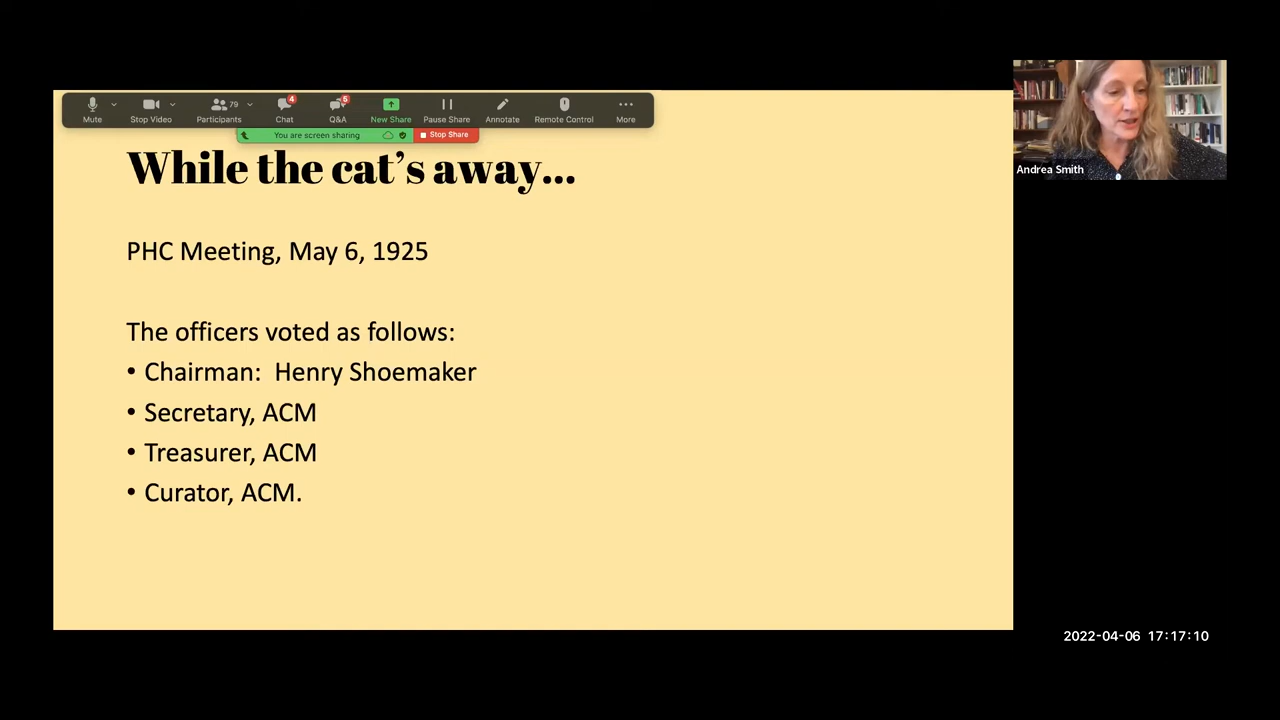 79
4
5
Mute
Stop Video
Participants
Chat
Q&A
New Share
Pause Share
Annotate
Remote Control
More
You are screen sharing
Stop Share
While the cat’s away...
PHC Meeting, May 6, 1925
The officers voted as follows:
• Chairman:  Henry Shoemaker
• Secretary, ACM
• Treasurer, ACM
• Curator, ACM.
Andrea Smith
2022-04-06 17:17:10